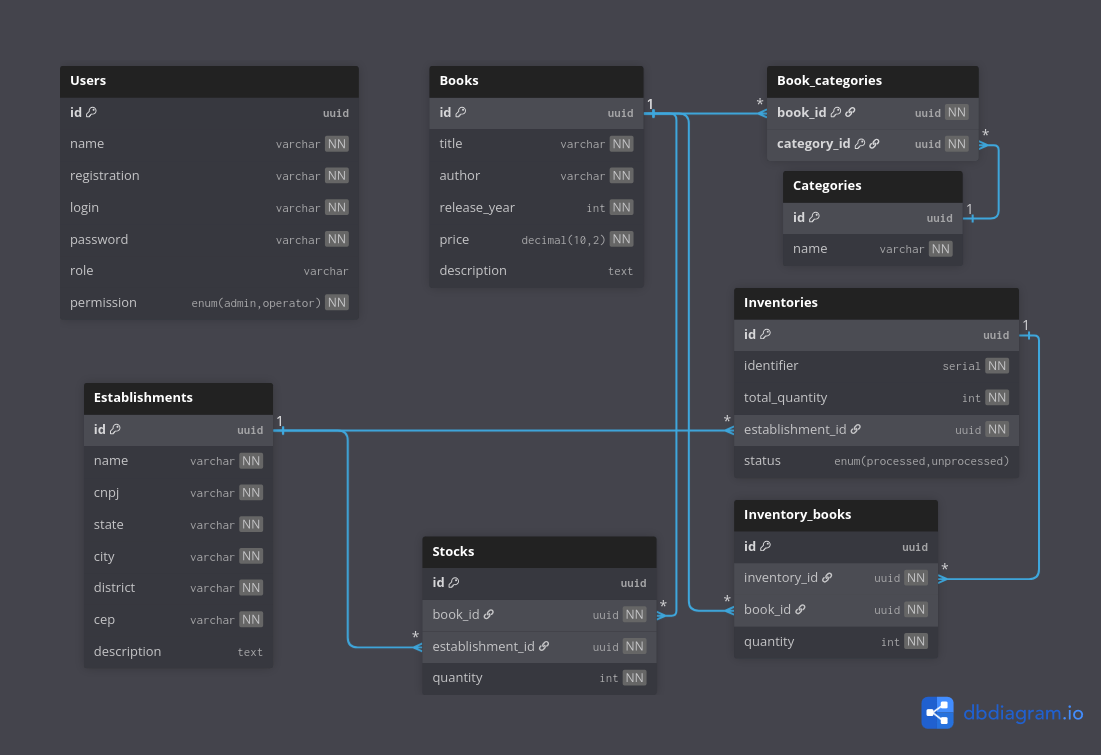 Users
id uuid
name varchar NN
registration varchar NN
login varchar NN
password varchar NN
role varchar
permission enum(admin,operator) NN
Books
id uuid
title varchar NN
author varchar NN
release_year int NN
price decimal(10,2) NN
description text
1
*
Book_categories
book_id uuid NN
category_id uuid NN
*
Categories
id uuid
1
name varchar NN
Inventories
id uuid
1
identifier serial NN
total_quantity int NN
*
establishment_id uuid NN
status enum(processed,unprocessed)
Establishments
id uuid
1
name varchar NN
cnpj varchar NN
state varchar NN
city varchar NN
district varchar NN
cep varchar NN
description text
Stocks
id uuid
book_id uuid NN
*
*
establishment_id uuid NN
quantity int NN
Inventory_books
id uuid
inventory_id uuid NN
*
*
book_id uuid NN
quantity int NN
dbdiagram.io